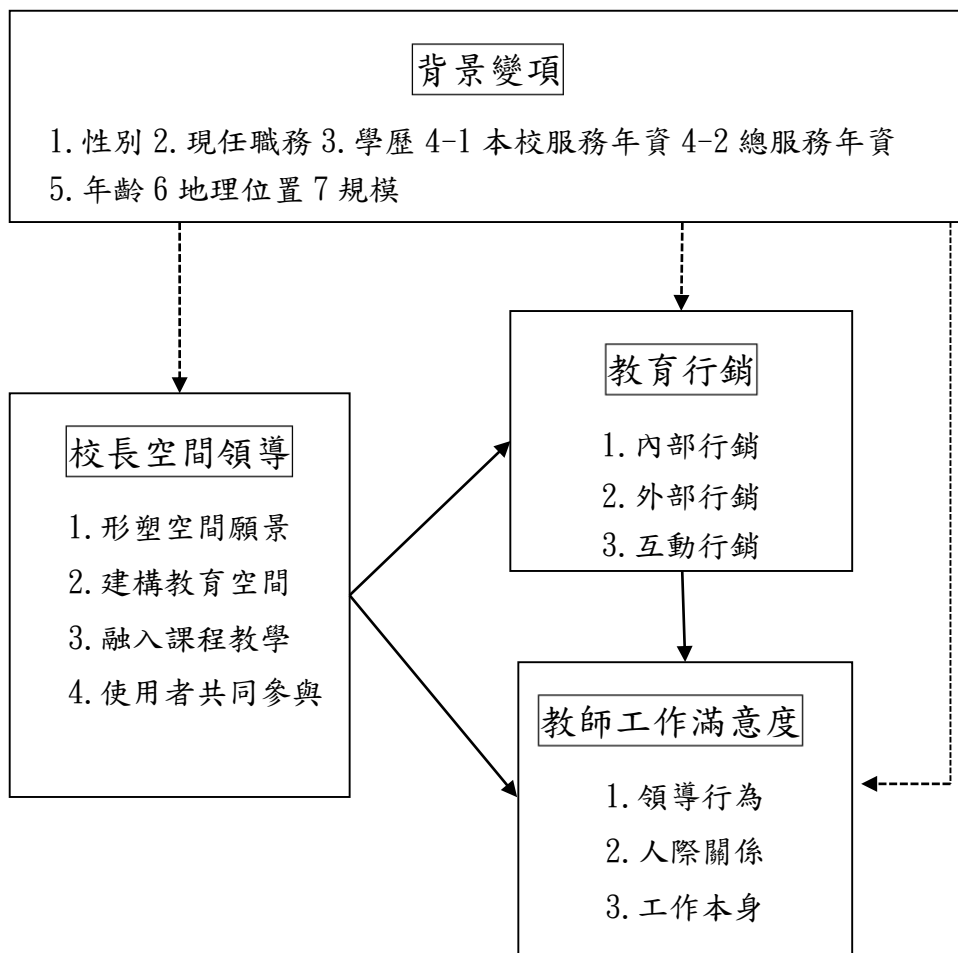 背景變項
1.性別 2.現任職務 3.學歷 4-1 本校服務年資 4-2 總服務年資
5.年齡 6 地理位置 7 規模
教育行銷
1.內部行銷
2.外部行銷
3.互動行銷
校長空間領導
1.形塑空間願景
2.建構教育空間
3.融入課程教學
4.使用者共同參與
教師工作滿意度
1.領導行為
2.人際關係
3.工作本身